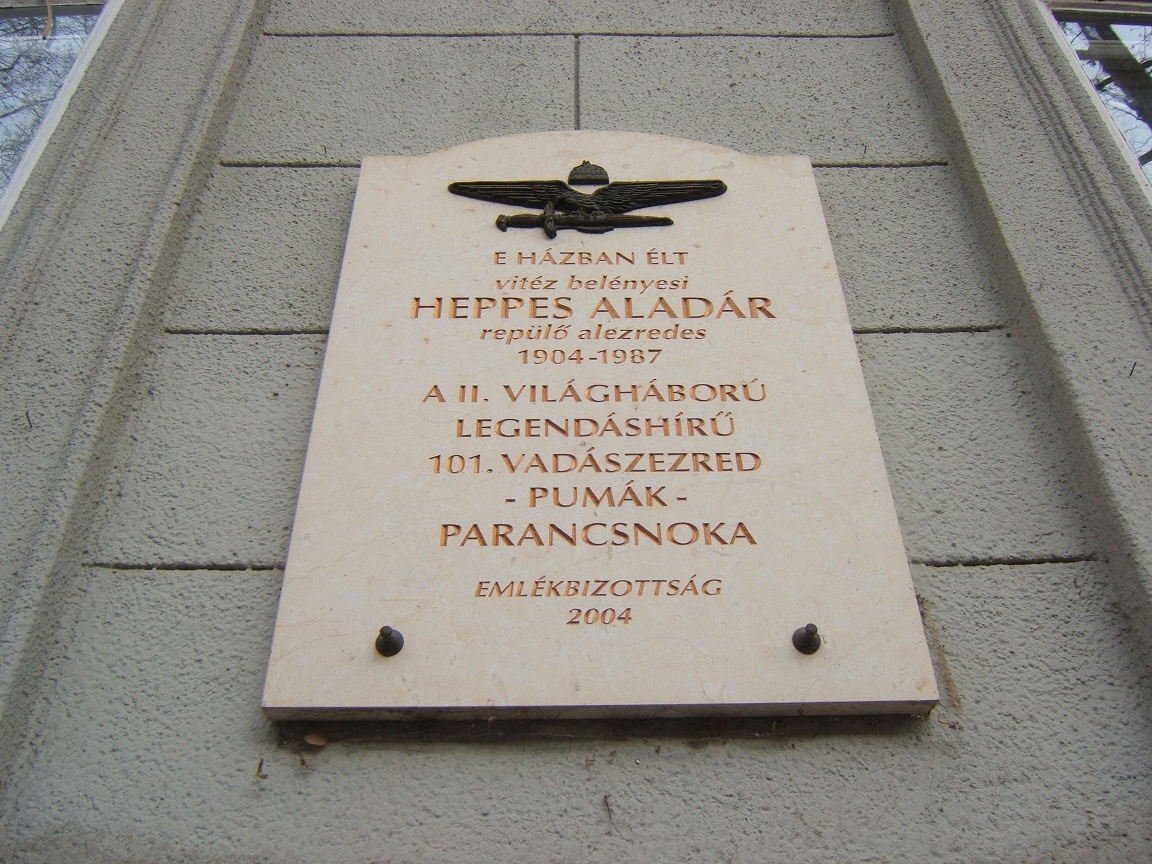 E HÁZBAN ÉLT
vitéz belényesi
HEPPES ALADÁR
repülő alezredes
1904-1987
A II. VILÁGHÁBORÚ
LEGENDÁSHÍRŰ
101. VADÁSZEZRED
- PUMÁK -
PARANCSNOKA
EMLÉKBIZOTTSÁG
2004